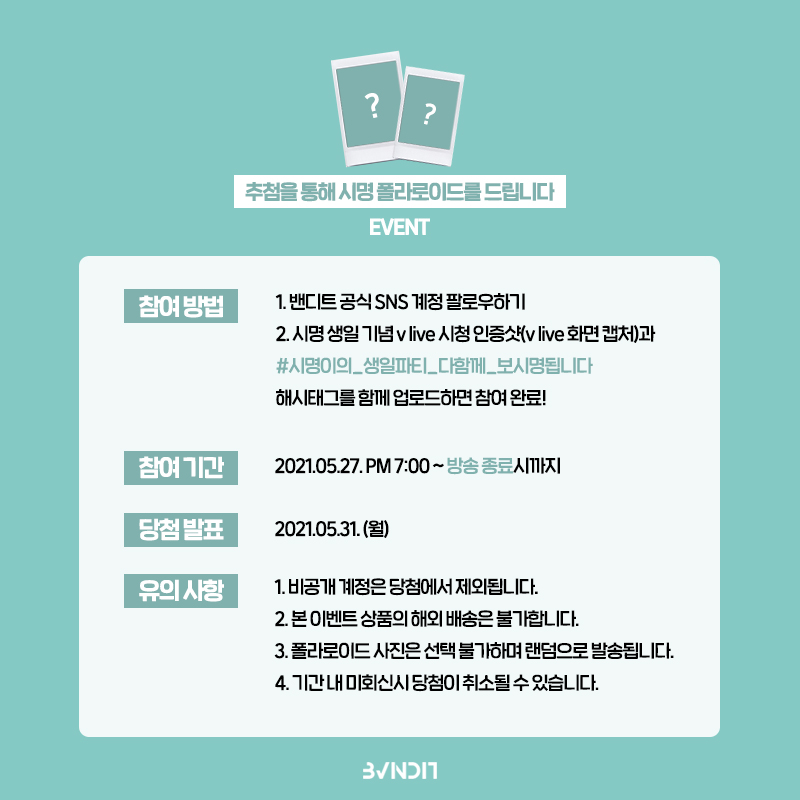 ?
?
추첨을 통해 시명 폴라로이드를 드립니다
EVENT
참여 방법
1. 밴디트 공식 SNS 계정 팔로우하기
2. 시명 생일 기념 v live 시청 인증샷(v live 화면 캡처)과
#시명이의_생일파티_다함께_보시명됩니다
해시태그를 함께 업로드하면 참여 완료!
참여 기간
2021.05.27. PM 7:00 ~ 방송 종료시까지
당첨 발표
2021.05.31. (월)
유의 사항
1. 비공개 계정은 당첨에서 제외됩니다.
2. 본 이벤트 상품의 해외 배송은 불가합니다.
3. 폴라로이드 사진은 선택 불가하며 랜덤으로 발송됩니다.
4. 기간 내 미회신시 당첨이 취소될 수 있습니다.
BVNDIT